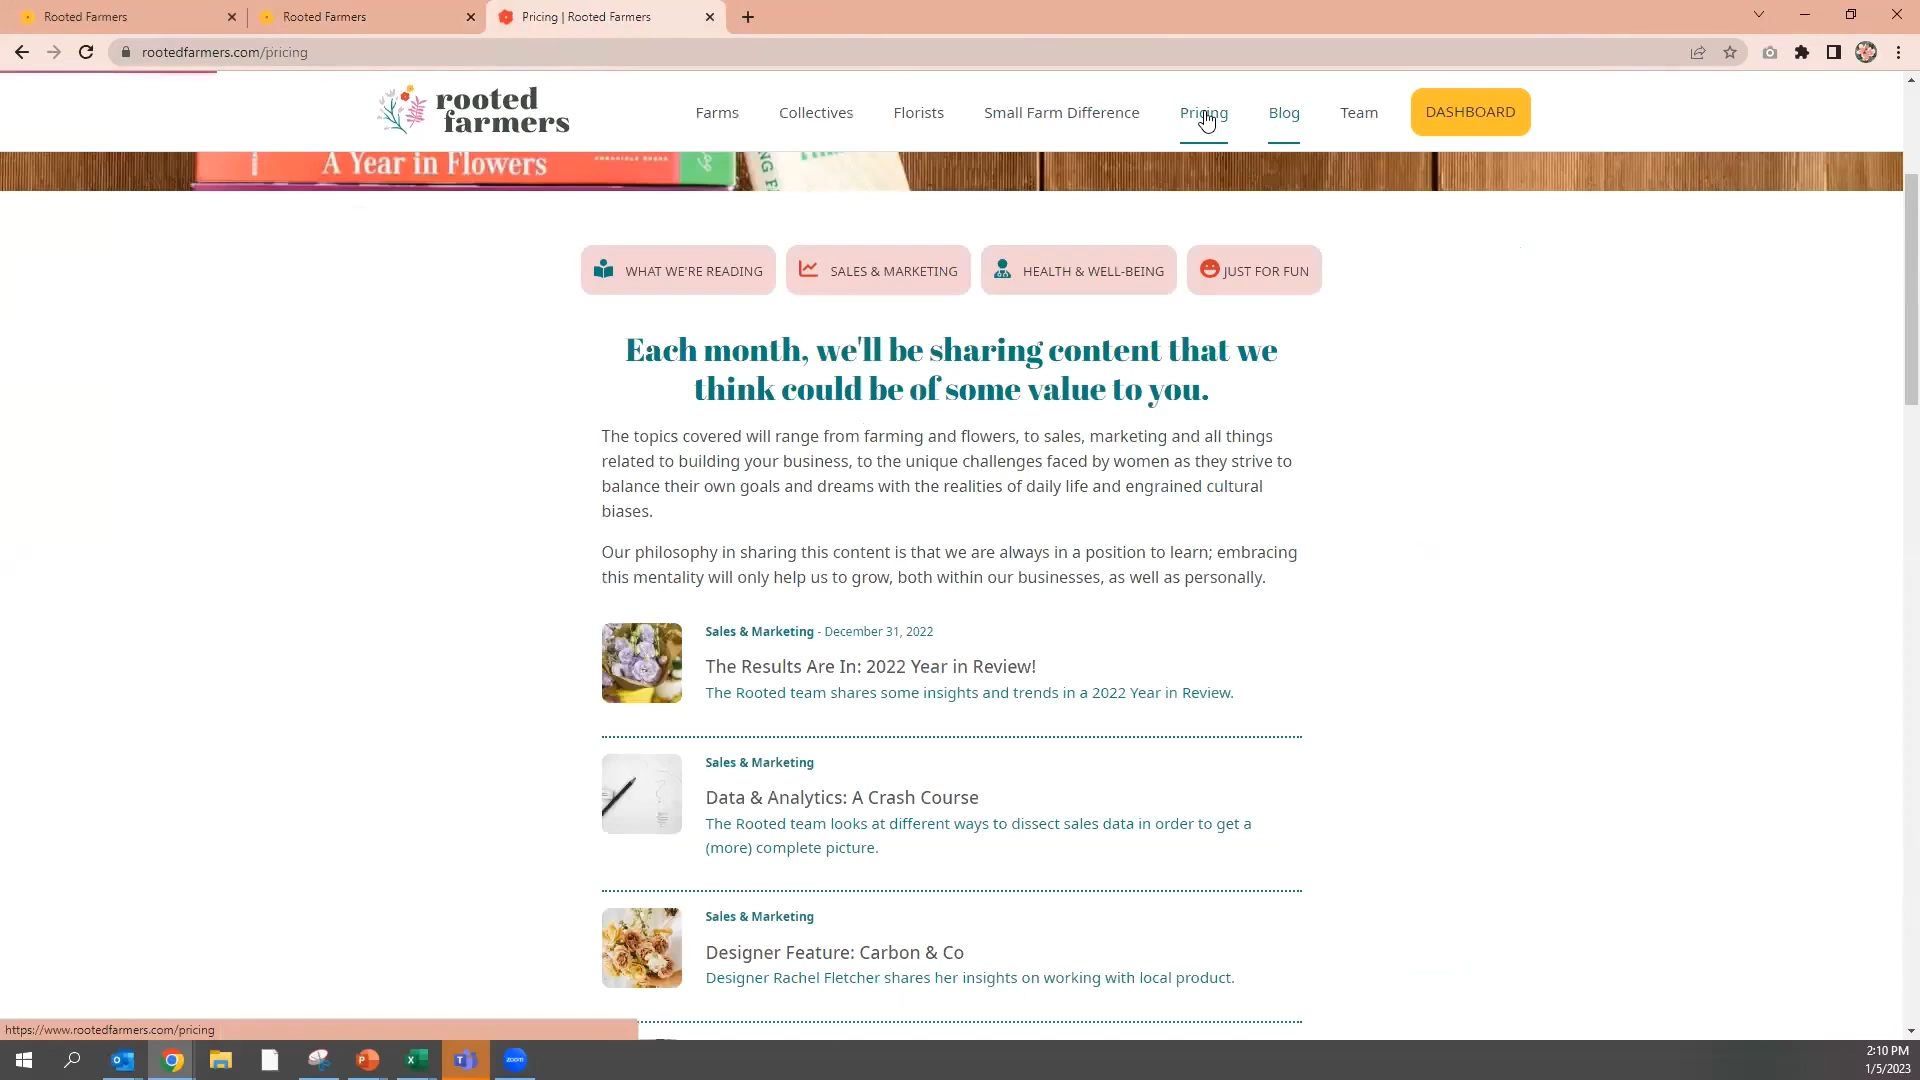 Rooted Farmers
Rooted Farmers
Pricing | Rooted Farmers
rootedfarmers.com/pricing
rooted
farmers
Farms
Collectives
Florists
Small Farm Difference
Pricing
Blog
Team
DASHBOARD
A Year in Flowers
WHAT WE'RE READING
SALES & MARKETING
HEALTH & WELL-BEING
JUST FOR FUN
Each month, we'll be sharing content that we
think could be of some value to you.
The topics covered will range from farming and flowers, to sales, marketing and all things
related to building your business, to the unique challenges faced by women as they strive to
balance their own goals and dreams with the realities of daily life and engrained cultural
biases.
Our philosophy in sharing this content is that we are always in a position to learn; embracing
this mentality will only help us to grow, both within our businesses, as well as personally.
Sales & Marketing - December 31, 2022
The Results Are In: 2022 Year in Review!
The Rooted team shares some insights and trends in a 2022 Year in Review.
Sales & Marketing
Data & Analytics: A Crash Course
The Rooted team looks at different ways to dissect sales data in order to get a
(more) complete picture.
Sales & Marketing
Designer Feature: Carbon & Co
Designer Rachel Fletcher shares her insights on working with local product.
https://www.rootedfarmers.com/pricing
zoom
2:10 PM
1/5/2023